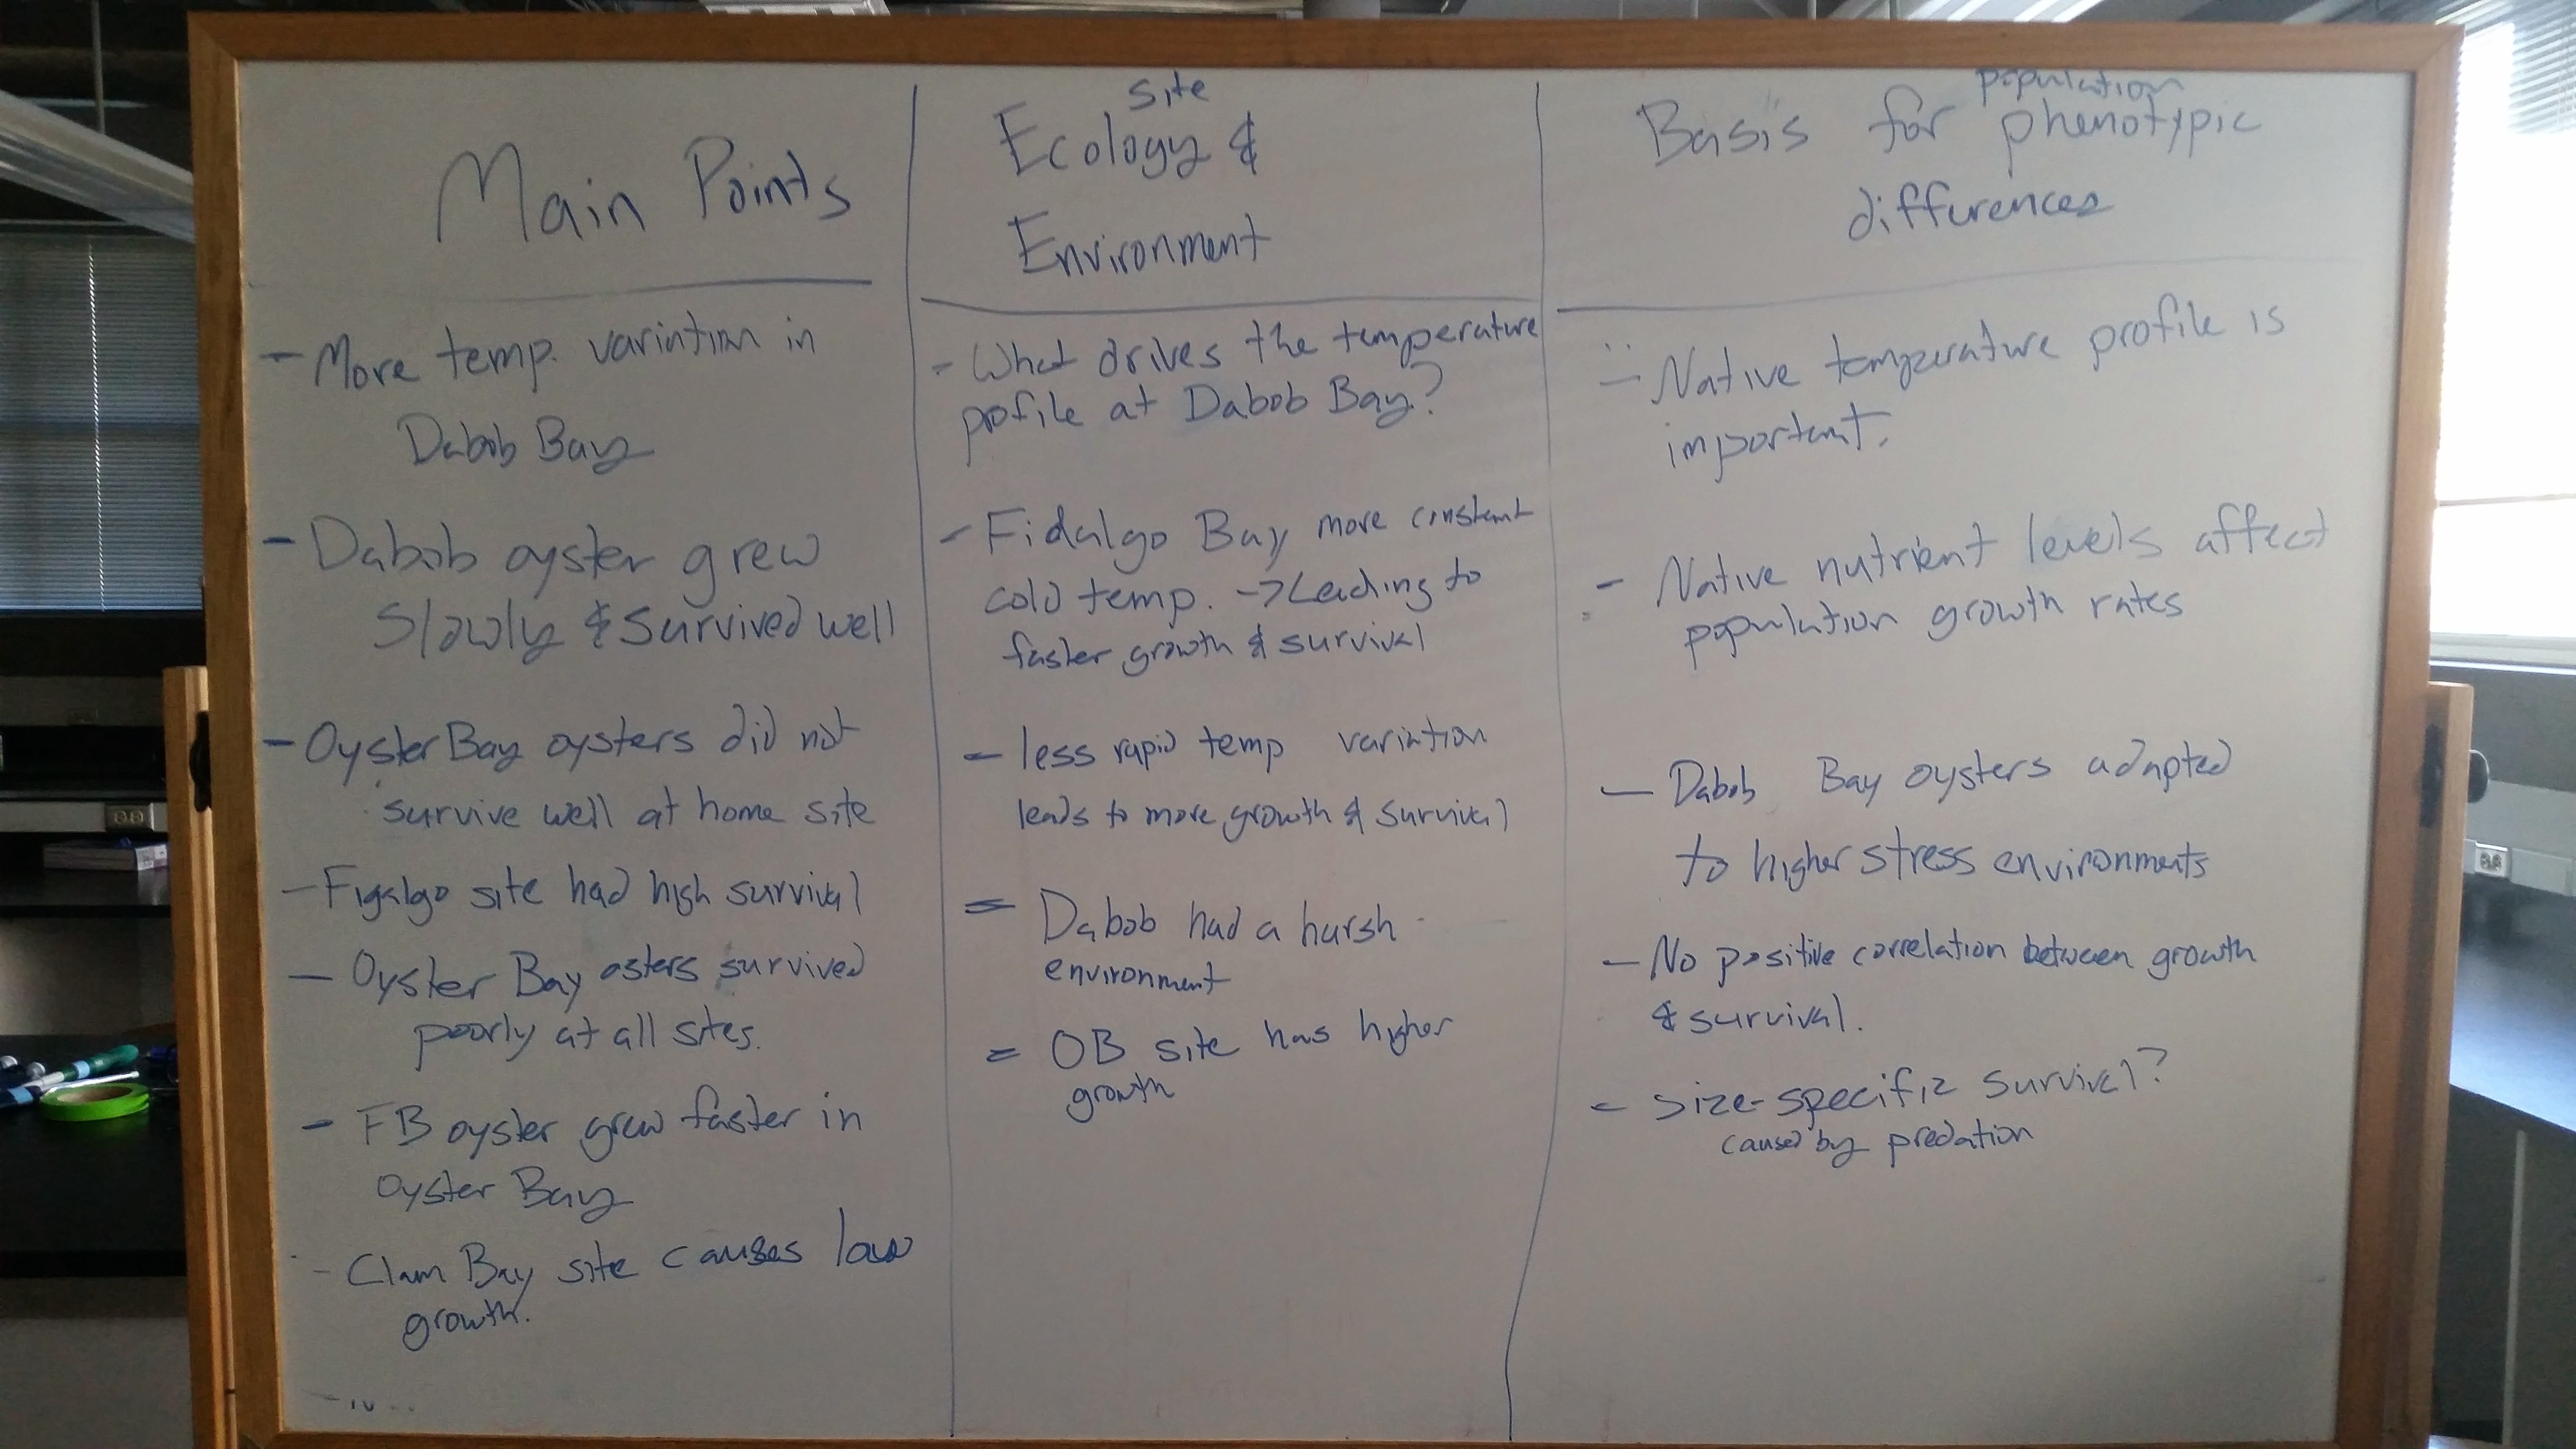 Main Points
- More temp. variation in
Dabob Bay
- Dabob oyster grew
slowly & survived well
- Oyster Bay oysters did not
survive well at home site
- Figalgo site had high survival
- Oyster Bay osters survived
poorly at all sites.
- FB oyster grew faster in
Oyster Bay
- Clam Bay site causes low
growth.
site
Ecology &
Environment
- What drives the temperature
profile at Dabob Bay?
- Fidalgo Bay more constant
cold temp. -> Leading to
faster growth & survival
- less rapid temp variation
leads to more growth & survival
= Dabob had a harsh
environment
= OB site has higher
growth
population
Basis for phenotypic
differences
- Native temperature profile is
important.
- Native nutrient levels affect
population growth rates
- Dabob Bay oysters adapted
to higher stress environments
- No positive correlation between growth
& survival.
- size-specific survival?
caused by predation